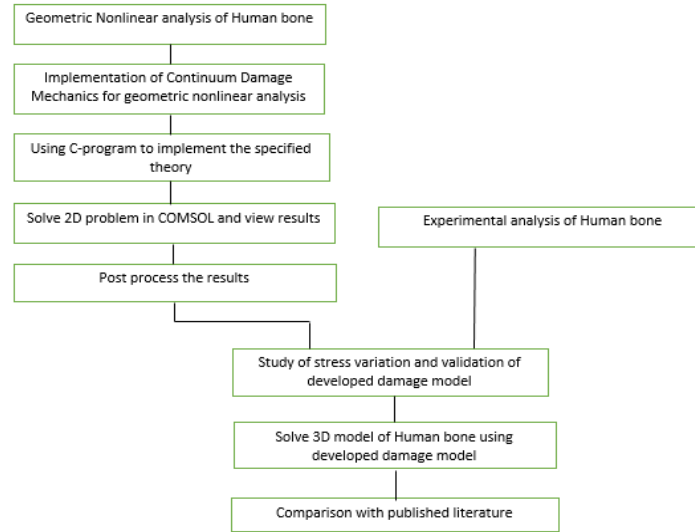 Geometric Nonlinear analysis of Human bone
Implementation of Continuum Damage
Mechanics for geometric nonlinear analysis
Using C-program to implement the specified
theory
Solve 2D problem in COMSOL and view results
Experimental analysis of Human bone
Post process the results
Study of stress variation and validation of
developed damage model
Solve 3D model of Human bone using
developed damage model
Comparison with published literature